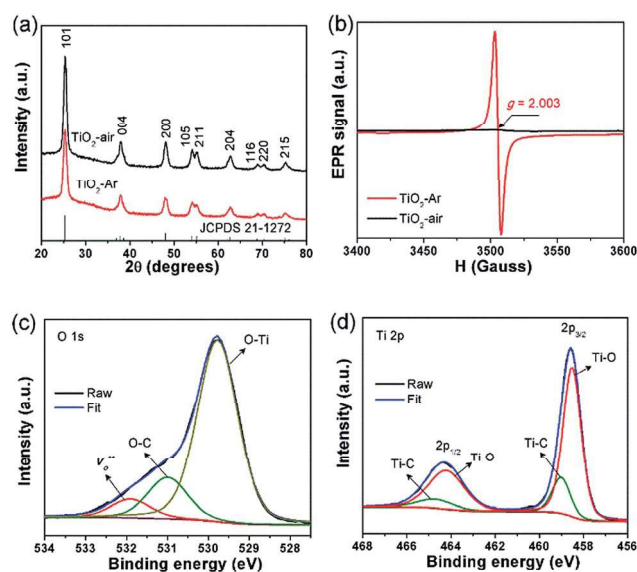 (a)
101
TiO2-air
004
200
105
211
204
116
220
215
TiO2-Ar
JCPDS 21-1272
Intensity (a.u.)
20 30 40 50 60 70 80
2θ (degrees)
(b)
g = 2.003
TiO2-Ar
TiO2-air
EPR signal (a.u.)
3400 3450 3500 3550 3600
H (Gauss)
(c)
O 1s
O-Ti
Raw
Fit
O-C
Vo••
Intensity (a.u.)
534 532 530 528
Binding energy (eV)
(d)
Ti 2p
2p3/2
Ti-O
Raw
Fit
2p1/2
Ti-O
Ti-C
Ti-C
Intensity (a.u.)
468 466 464 462 460 458 456
Binding energy (eV)